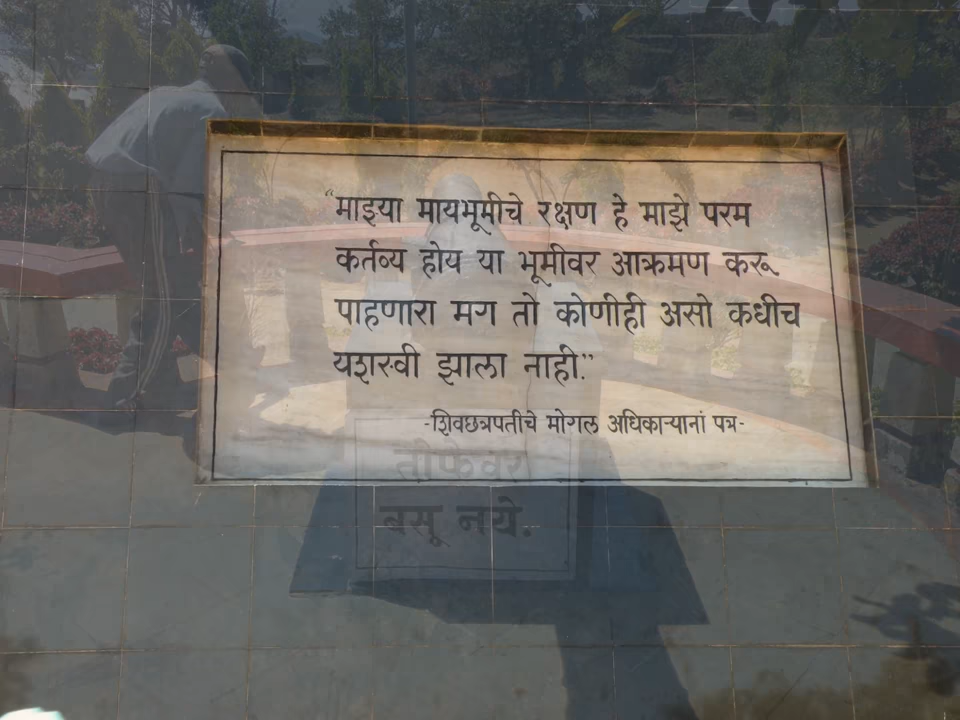 "माझ्या मायभूमीचे रक्षण हे माझे परम
कर्तव्य होय या भूमीवर आक्रमण करू
पाहणारा मग तो कोणीही असो कधीच
यशस्वी झाला नाही."
-शिवछत्रपतीचे मोगल अधिकाऱ्यानां पत्र-
तोफेवर
बसू नये.